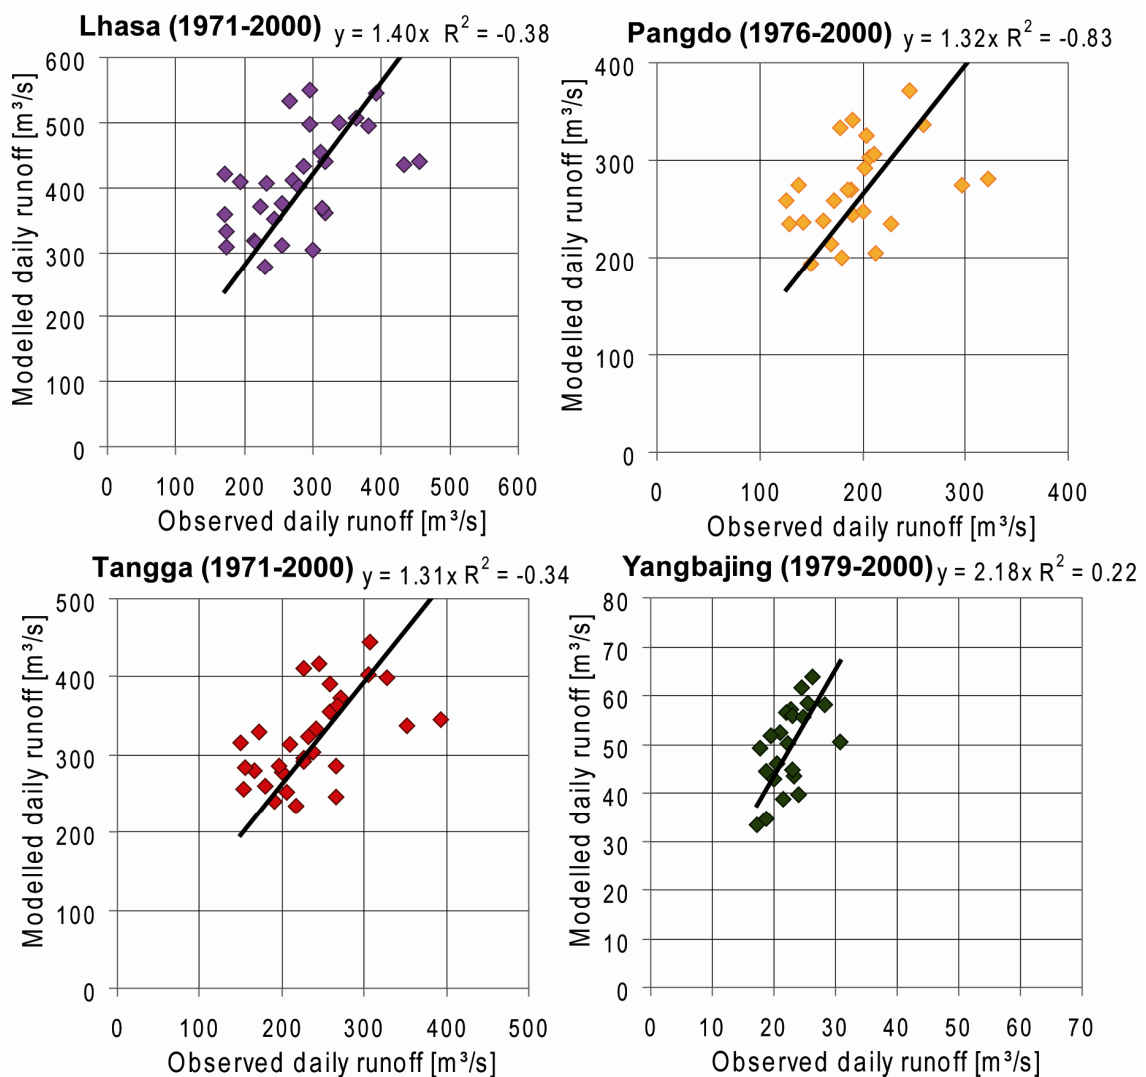 Lhasa (1971-2000) y = 1.40x R² = -0.38
Modelled daily runoff [m³/s]
600
500
400
300
200
100
0
0 100 200 300 400 500 600
Observed daily runoff [m³/s]
Pangdo (1976-2000) y = 1.32x R² = -0.83
Modelled daily runoff [m³/s]
400
300
200
100
0
0 100 200 300 400
Observed daily runoff [m³/s]
Tangga (1971-2000) y = 1.31x R² = -0.34
Modelled daily runoff [m³/s]
500
400
300
200
100
0
0 100 200 300 400 500
Observed daily runoff [m³/s]
Yangbajing (1979-2000) y = 2.18x R² = 0.22
Modelled daily runoff [m³/s]
80
70
60
50
40
30
20
10
0
0 10 20 30 40 50 60 70
Observed daily runoff [m³/s]